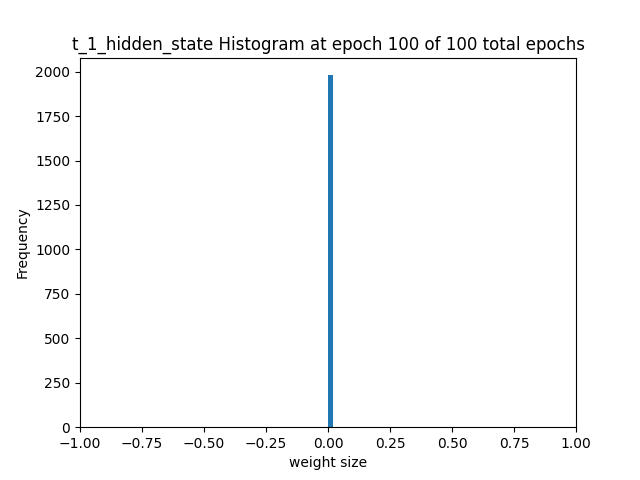 t_1_hidden_state Histogram at epoch 100 of 100 total epochs
2000
1750
1500
1250
1000
750
500
250
0
Frequency
−1.00 −0.75 −0.50 −0.25 0.00 0.25 0.50 0.75 1.00
weight size